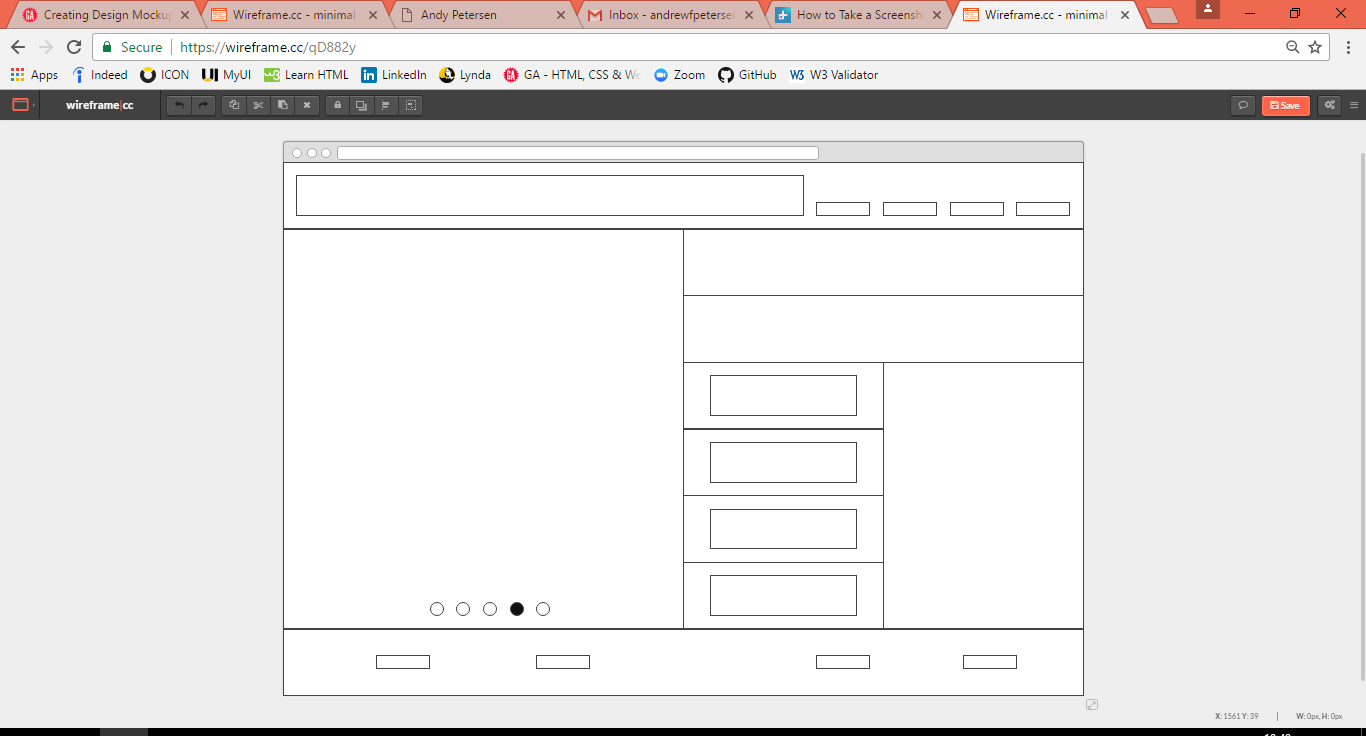 Creating Design Mocku
Wireframe.cc - minimal
Andy Petersen
Inbox - andrewfpeterse
How to Take a Screensh
Wireframe.cc - minimal
Secure https://wireframe.cc/qD882y
Apps Indeed ICON MyUI Learn HTML LinkedIn Lynda GA - HTML, CSS & We Zoom GitHub W3 Validator
wireframe|cc Save
X: 1561 Y: 39 W: 0px, H: 0px